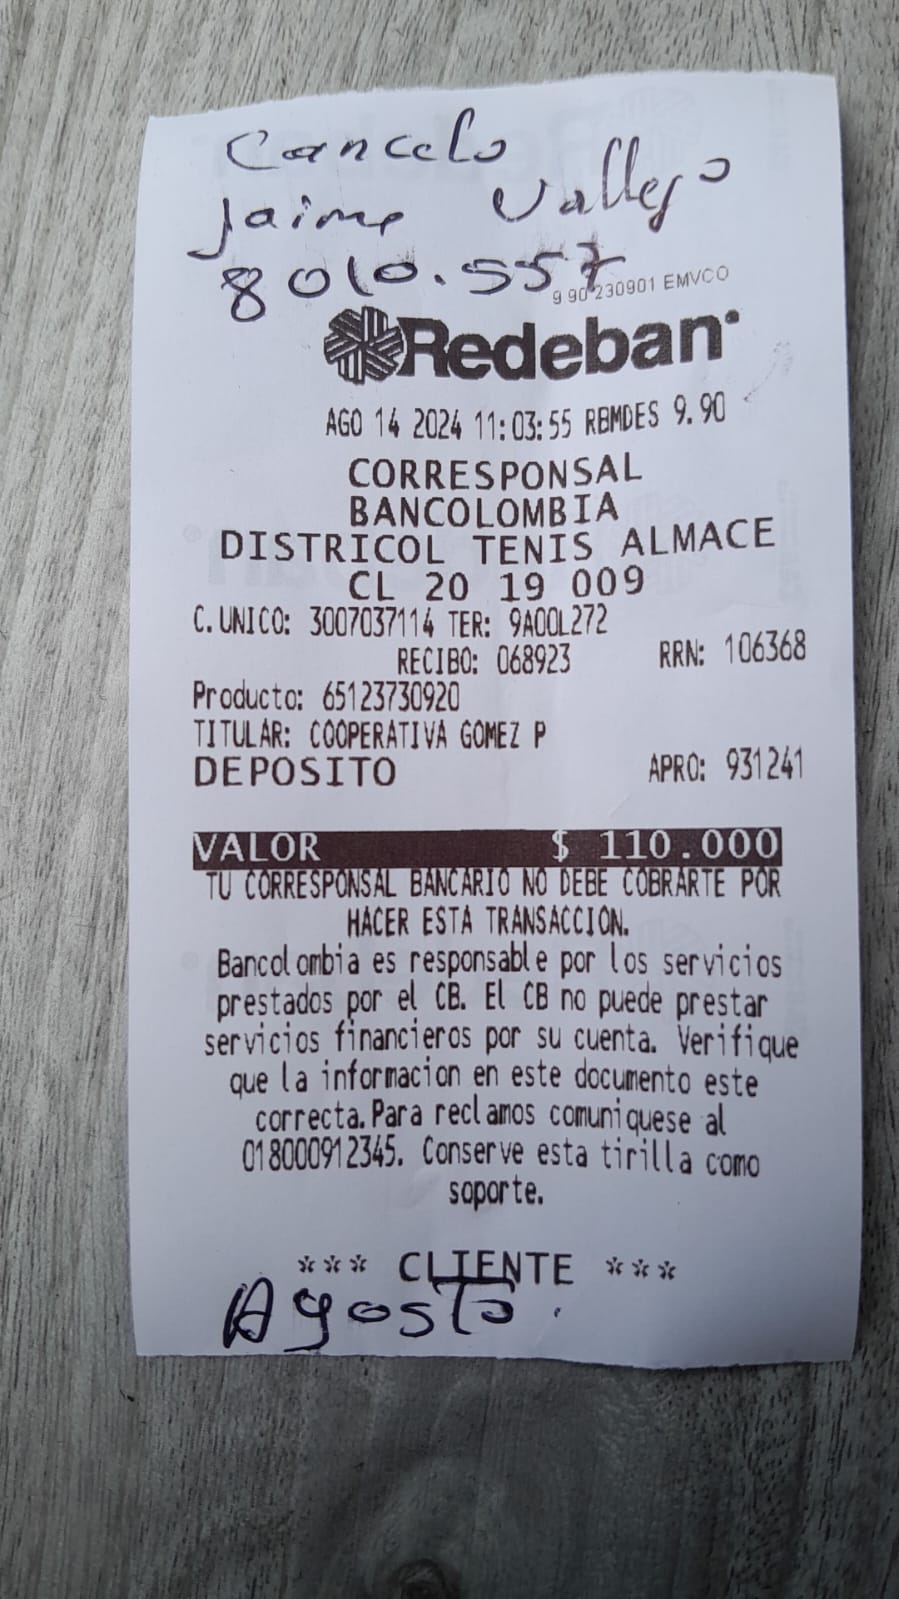 Cancelo
Jaime Vallejo
8010.557
9 90 230901 EMVCO
Redeban
AGO 14 2024 11:03:55 RBMDES 9.90
CORRESPONSAL
BANCOLOMBIA
DISTRICOL TENIS ALMACE
CL 20 19 009
C. UNICO: 3007037114 TER: 9A00L272
RECIBO: 068923 RRN: 106368
Producto: 65123730920
TITULAR: COOPERATIVA GOMEZ P
DEPOSITO APRO: 931241
VALOR $ 110.000
TU CORRESPONSAL BANCARIO NO DEBE COBRARTE POR
HACER ESTA TRANSACCION.
Bancolombia es responsable por los servicios
prestados por el CB. El CB no puede prestar
servicios financieros por su cuenta. Verifique
que la informacion en este documento este
correcta. Para reclamos comuniquese al
018000912345. Conserve esta tirilla como
soporte.
*** CLIENTE ***
Agosto.